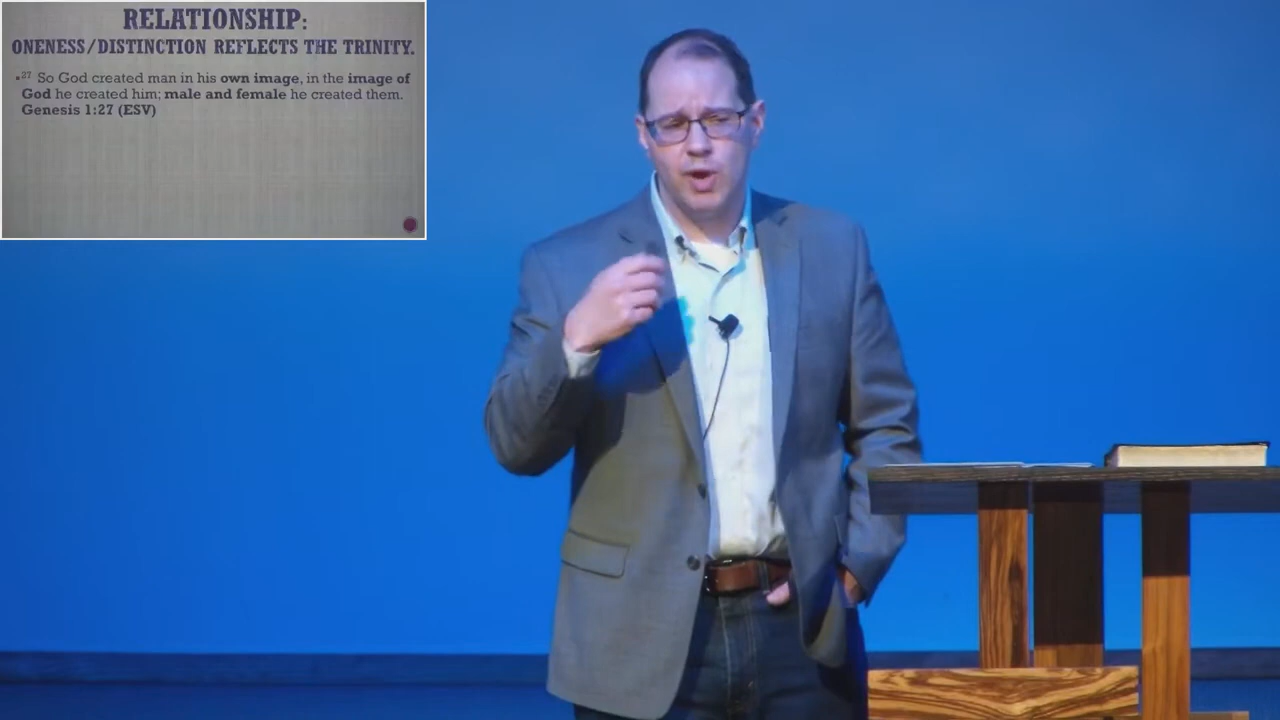 RELATIONSHIP:
ONENESS/DISTINCTION REFLECTS THE TRINITY.
▪27 So God created man in his own image, in the image of
God he created him; male and female he created them.
Genesis 1:27 (ESV)